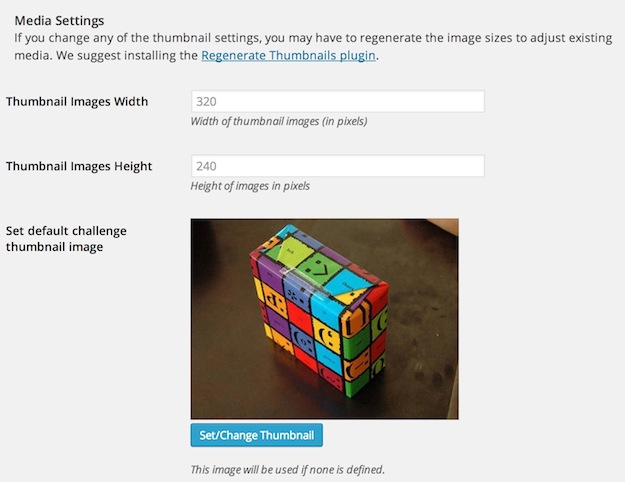 Media Settings
If you change any of the thumbnail settings, you may have to regenerate the image sizes to adjust existing
media. We suggest installing the Regenerate Thumbnails plugin.
Thumbnail Images Width
320
Width of thumbnail images (in pixels)
Thumbnail Images Height
240
Height of images in pixels
Set default challenge
thumbnail image
Set/Change Thumbnail
This image will be used if none is defined.